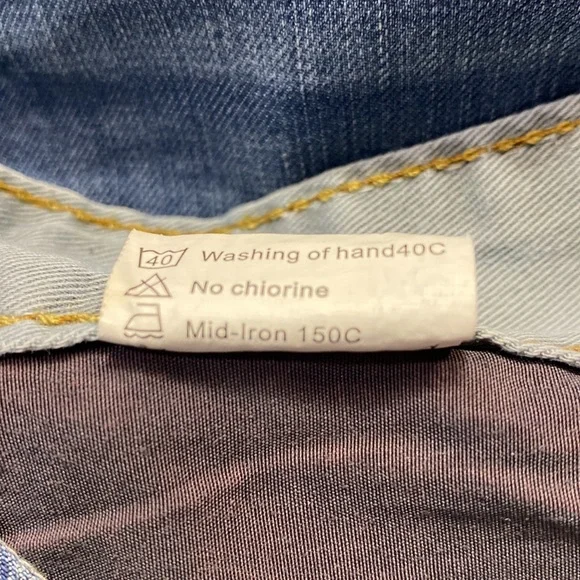 40 Washing of hand40C
No chiorine
Mid-Iron 150C